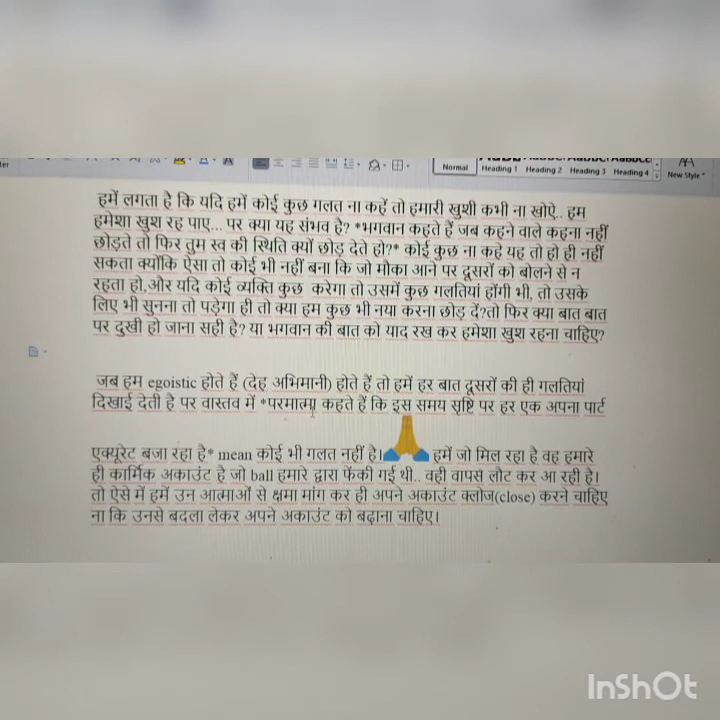 Normal Heading 1 Heading 2 Heading 3 Heading 4 New Style
हमें लगता है कि यदि हमें कोई कुछ गलत ना कहें तो हमारी खुशी कभी ना खोऐ.. हम
हमेशा खुश रह पाए... पर क्या यह संभव है? *भगवान कहते हैं जब कहने वाले कहना नहीं
छोड़ते तो फिर तुम स्व की स्थिति क्यों छोड़ देते हो?* कोई कुछ ना कहे यह तो हो ही नहीं
सकता क्योंकि ऐसा तो कोई भी नहीं बना कि जो मोका आने पर दूसरों को बोलने से न
रहता हो,और यदि कोई व्यक्ति कुछ करेगा तो उसमें कुछ गलतियां होंगी भी, तो उसके
लिए भी सुनना तो पड़ेगा ही तो क्या हम कुछ भी नया करना छोड़ दें?तो फिर क्या बात बात
पर दुखी हो जाना सही है? या भगवान की बात को याद रख कर हमेशा खुश रहना चाहिए?
जब हम egoistic होते हैं (देह अभिमानी) होते हैं तो हमें हर बात दूसरों की ही गलतियां
दिखाई देती है पर वास्तव में *परमात्मा कहते हैं कि इस समय सृष्टि पर हर एक अपना पार्ट
एक्यूरेट बजा रहा है* mean कोई भी गलत नहीं है।🙏 हमें जो मिल रहा है वह हमारे
ही कार्मिक अकाउंट है जो ball हमारे द्वारा फेंकी गई थी.. वही वापस लौट कर आ रही है।
तो ऐसे में हमें उन आत्माओं से क्षमा मांग कर ही अपने अकाउंट क्लोज(close) करने चाहिए
ना कि उनसे बदला लेकर अपने अकाउंट को बढ़ाना चाहिए।
InShOt